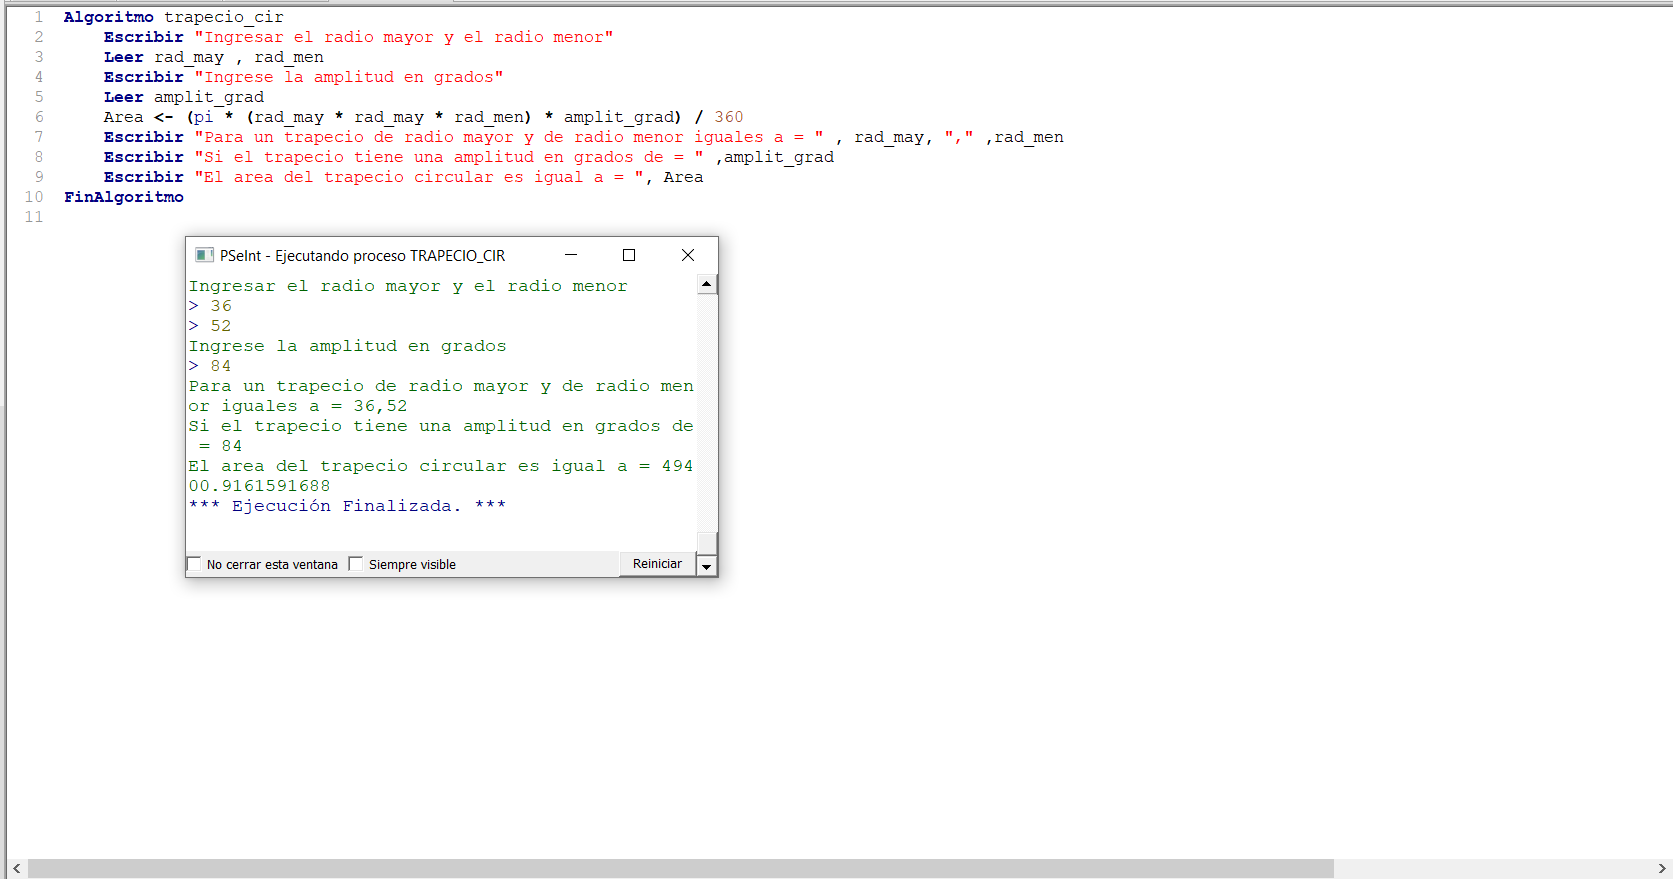 1 Algoritmo trapecio_cir
2 Escribir "Ingresar el radio mayor y el radio menor"
3 Leer rad_may , rad_men
4 Escribir "Ingrese la amplitud en grados"
5 Leer amplit_grad
6 Area <- (pi * (rad_may * rad_may * rad_men) * amplit_grad) / 360
7 Escribir "Para un trapecio de radio mayor y de radio menor iguales a = " , rad_may, "," ,rad_men
8 Escribir "Si el trapecio tiene una amplitud en grados de = " ,amplit_grad
9 Escribir "El area del trapecio circular es igual a = ", Area
10 FinAlgoritmo
11
PSeInt - Ejecutando proceso TRAPECIO_CIR
Ingresar el radio mayor y el radio menor
> 36
> 52
Ingrese la amplitud en grados
> 84
Para un trapecio de radio mayor y de radio men
or iguales a = 36,52
Si el trapecio tiene una amplitud en grados de
= 84
El area del trapecio circular es igual a = 494
00.9161591688
*** Ejecución Finalizada. ***
No cerrar esta ventana Siempre visible Reiniciar